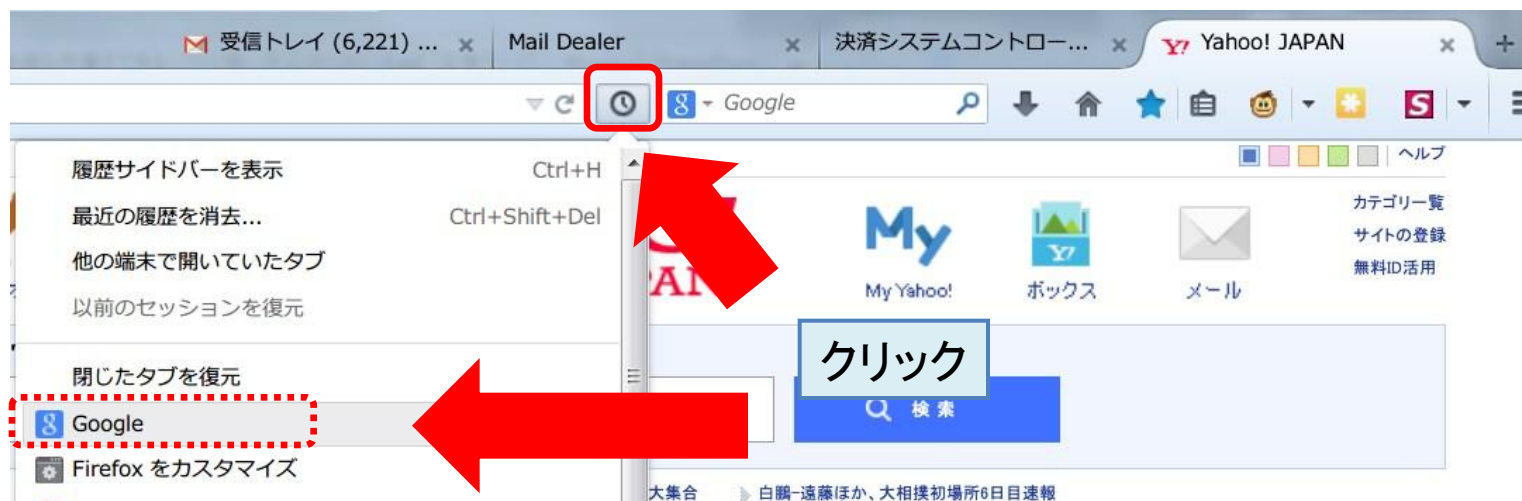 受信トレイ (6,221) ...
Mail Dealer
決済システムコントロー...
Yahoo! JAPAN
Google
履歴サイドバーを表示 Ctrl+H
最近の履歴を消去... Ctrl+Shift+Del
他の端末で開いていたタブ
以前のセッションを復元
閉じたタブを復元
Google
Firefox をカスタマイズ
ヘルプ
カテゴリ一覧
サイトの登録
無料ID活用
My
My Yahoo!
ボックス
メール
クリック
検索
大集合
白鵬-遠藤ほか、大相撲初場所6日目速報